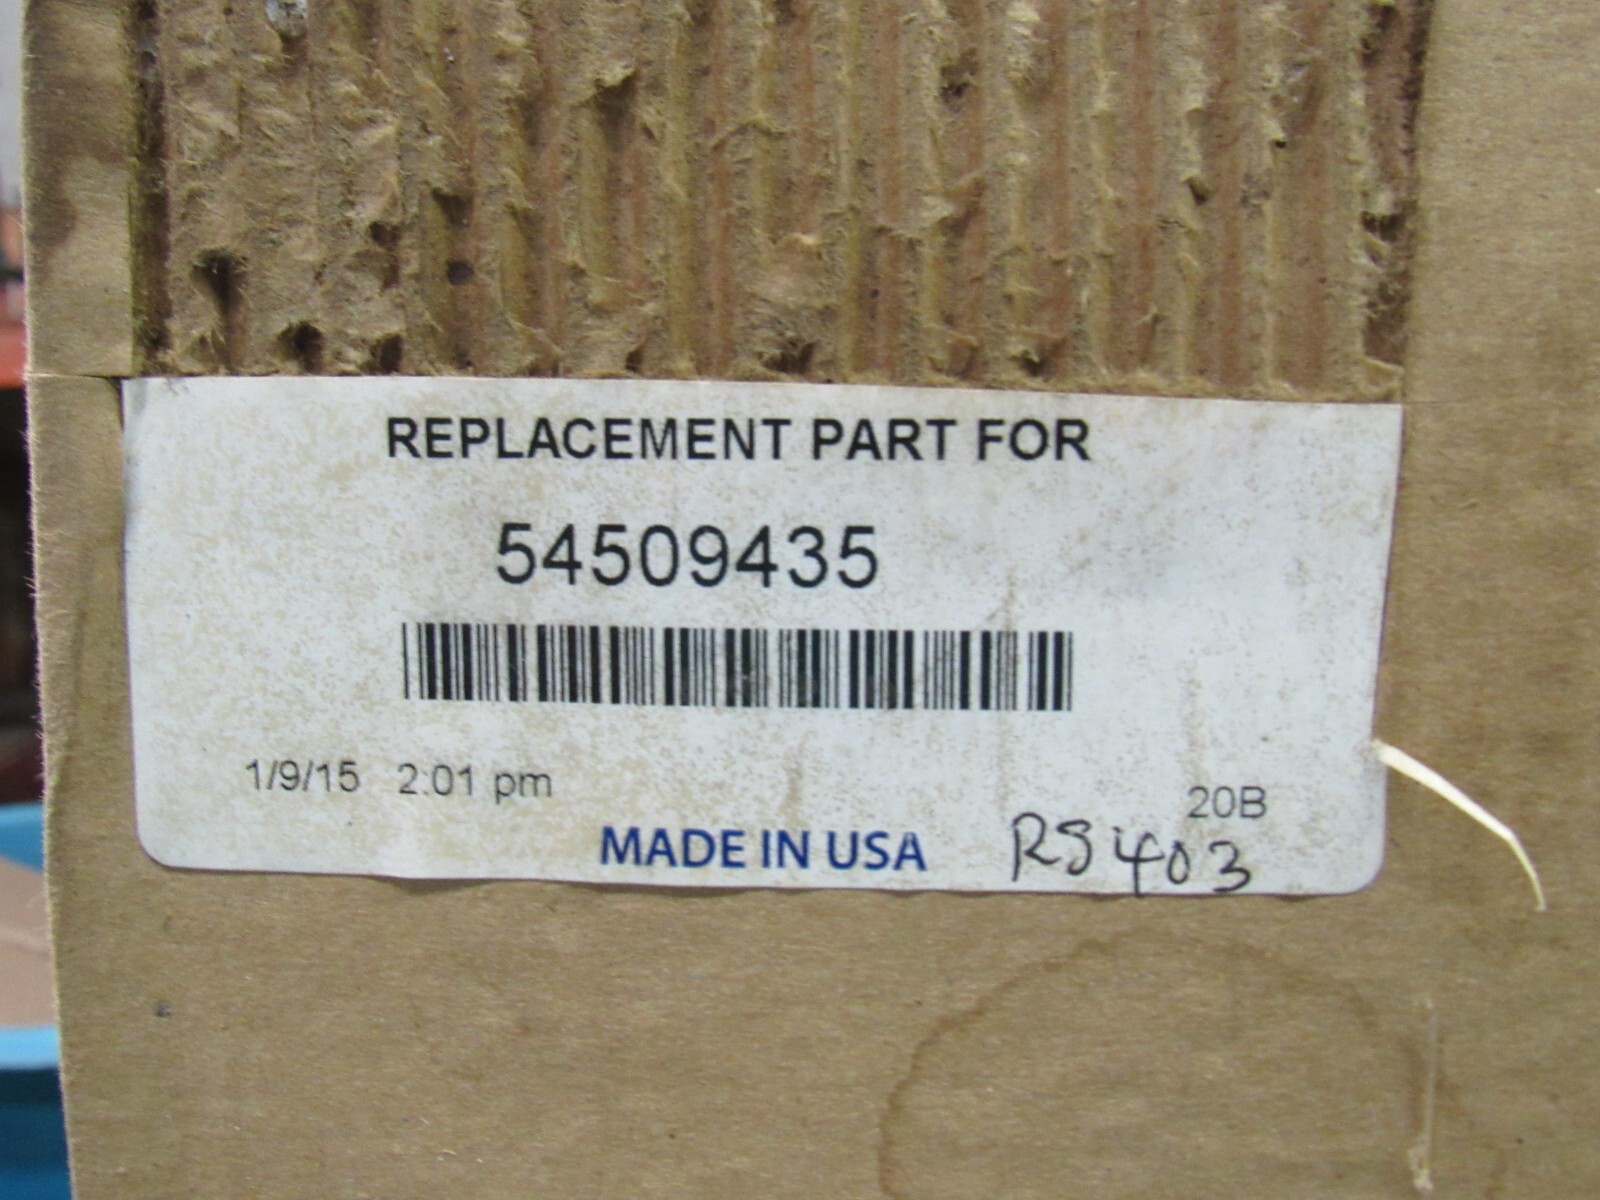 REPLACEMENT PART FOR
54509435
1/9/15 2:01 pm
20B
MADE IN USA
RS403